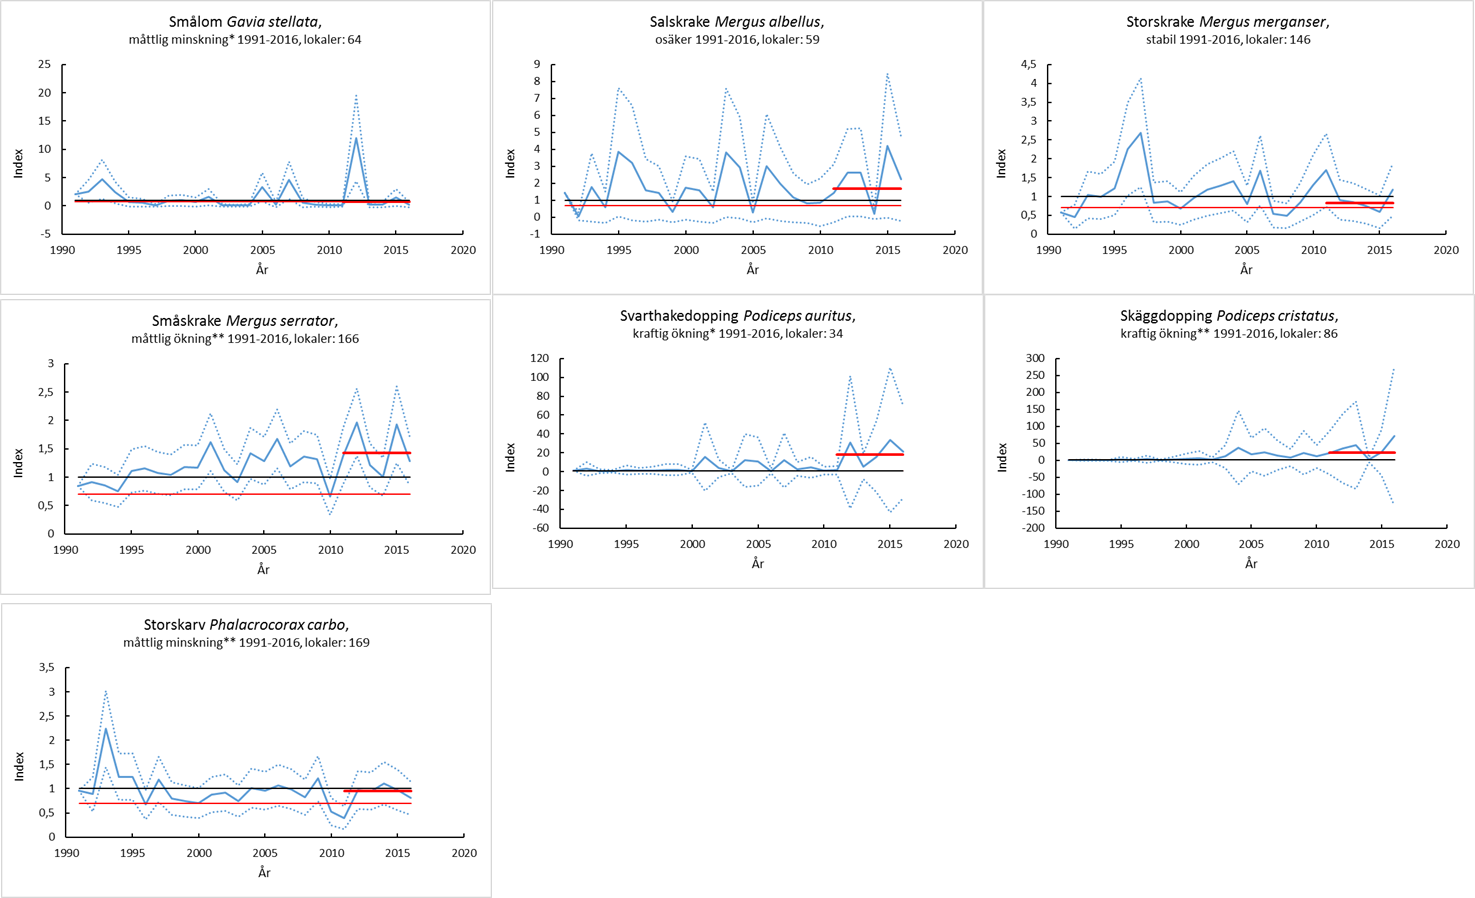 Smålom Gavia stellata,
måttlig minskning* 1991-2016, lokaler: 64
25
20
15
10
5
0
-5
Index
1990 1995 2000 2005 2010 2015 2020
År
Salskrake Mergus albellus,
osäker 1991-2016, lokaler: 59
9
8
7
6
5
4
3
2
1
0
-1
Index
1990 1995 2000 2005 2010 2015 2020
År
Storskrake Mergus merganser,
stabil 1991-2016, lokaler: 146
4,5
4
3,5
3
2,5
2
1,5
1
0,5
0
Index
1990 1995 2000 2005 2010 2015 2020
År
Småskrake Mergus serrator,
måttlig ökning** 1991-2016, lokaler: 166
3
2,5
2
1,5
1
0,5
0
Index
1990 1995 2000 2005 2010 2015 2020
År
Svarthakedopping Podiceps auritus,
kraftig ökning* 1991-2016, lokaler: 34
120
100
80
60
40
20
0
-20
-40
-60
Index
1990 1995 2000 2005 2010 2015 2020
År
Skäggdopping Podiceps cristatus,
kraftig ökning** 1991-2016, lokaler: 86
300
250
200
150
100
50
0
-50
-100
-150
-200
Index
1990 1995 2000 2005 2010 2015 2020
År
Storskarv Phalacrocorax carbo,
måttlig minskning** 1991-2016, lokaler: 169
3,5
3
2,5
2
1,5
1
0,5
0
Index
1990 1995 2000 2005 2010 2015 2020
År